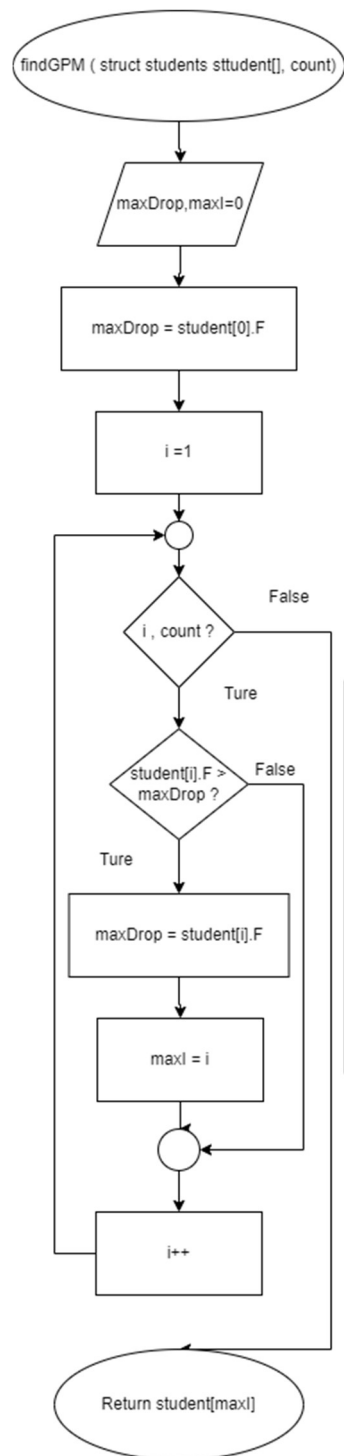 findGPM ( struct students sttudent[], count)
maxDrop,maxI=0
maxDrop = student[0].F
i =1
False
i , count ?
Ture
student[i].F >
maxDrop ?
False
Ture
maxDrop = student[i].F
maxI = i
i++
Return student[maxI]